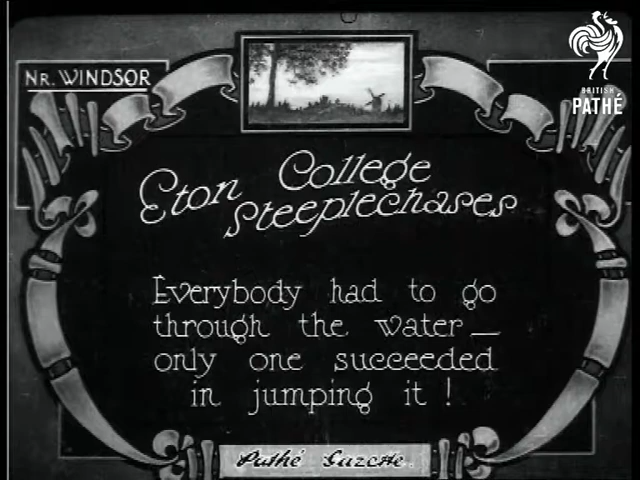 NR. WINDSOR
BRITISH
PATHÉ
Eton College
Steeplechases
Everybody had to go
through the water —
only one succeeded
in jumping it !
Pathé Gazette